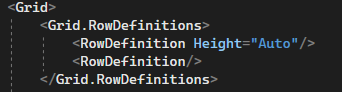 <Grid>
<Grid.RowDefinitions>
<RowDefinition Height="Auto"/>
<RowDefinition/>
</Grid.RowDefinitions>